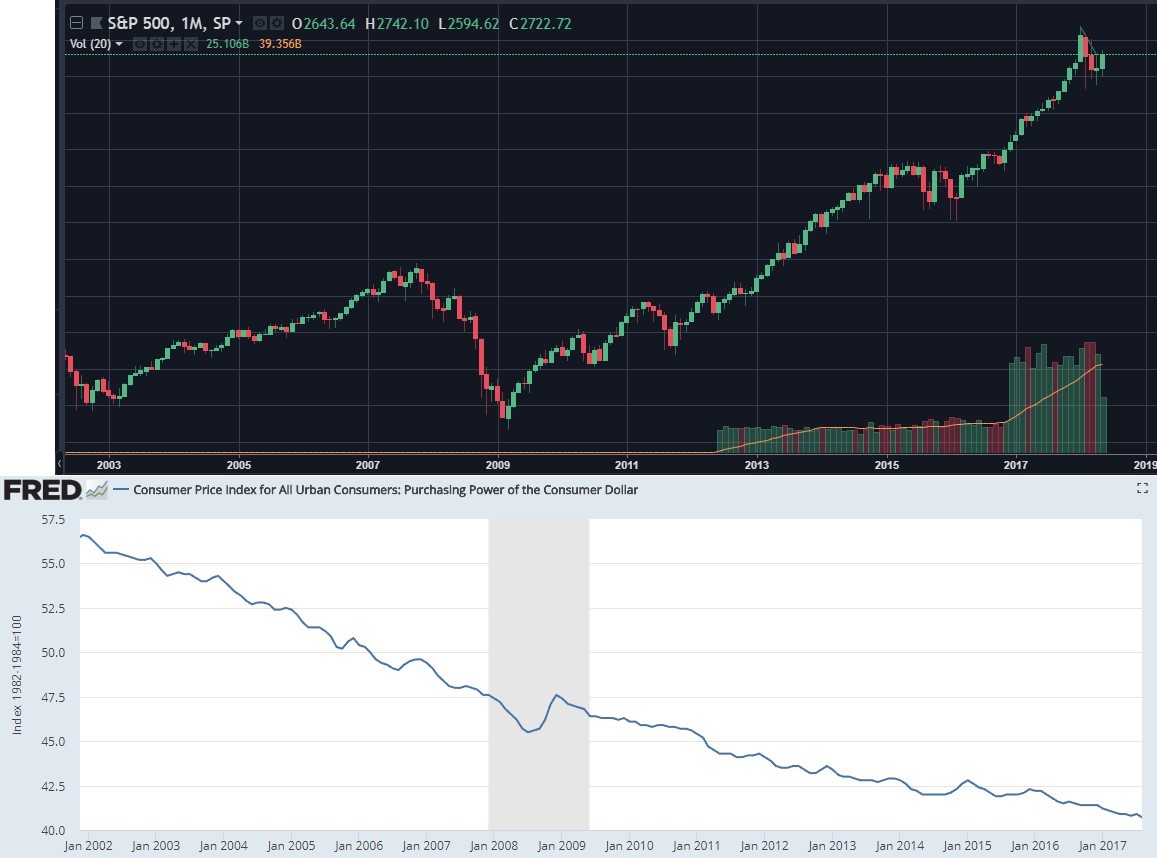 S&P 500, 1M, SP O2643.64 H2742.10 L2594.62 C2722.72
Vol (20) 25.106B 39.356B
2003 2005 2007 2009 2011 2013 2015 2017 2019
FRED Consumer Price Index for All Urban Consumers: Purchasing Power of the Consumer Dollar
57.5
55.0
52.5
50.0
47.5
45.0
42.5
40.0
Index 1982-1984=100
Jan 2002 Jan 2003 Jan 2004 Jan 2005 Jan 2006 Jan 2007 Jan 2008 Jan 2009 Jan 2010 Jan 2011 Jan 2012 Jan 2013 Jan 2014 Jan 2015 Jan 2016 Jan 2017